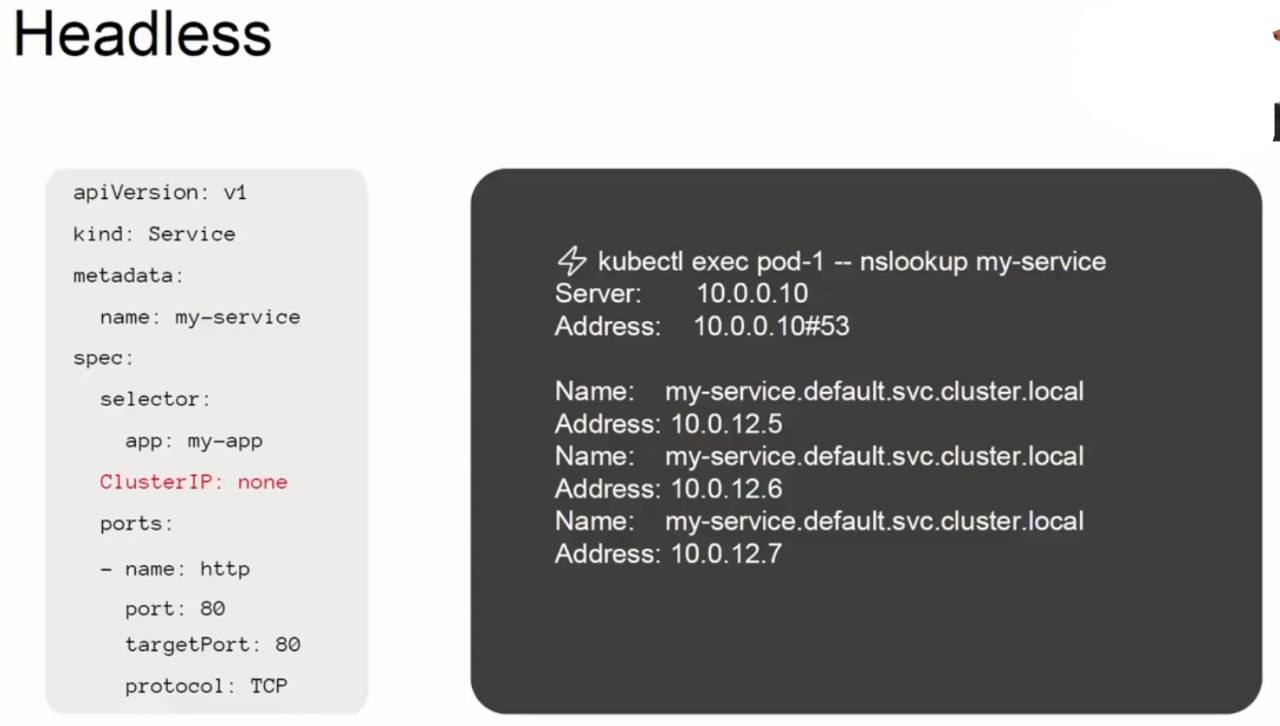 Headless
apiVersion: v1
kind: Service
metadata:
name: my-service
spec:
selector:
app: my-app
ClusterIP: none
ports:
- name: http
port: 80
targetPort: 80
protocol: TCP
kubectl exec pod-1 -- nslookup my-service
Server: 10.0.0.10
Address: 10.0.0.10#53
Name: my-service.default.svc.cluster.local
Address: 10.0.12.5
Name: my-service.default.svc.cluster.local
Address: 10.0.12.6
Name: my-service.default.svc.cluster.local
Address: 10.0.12.7